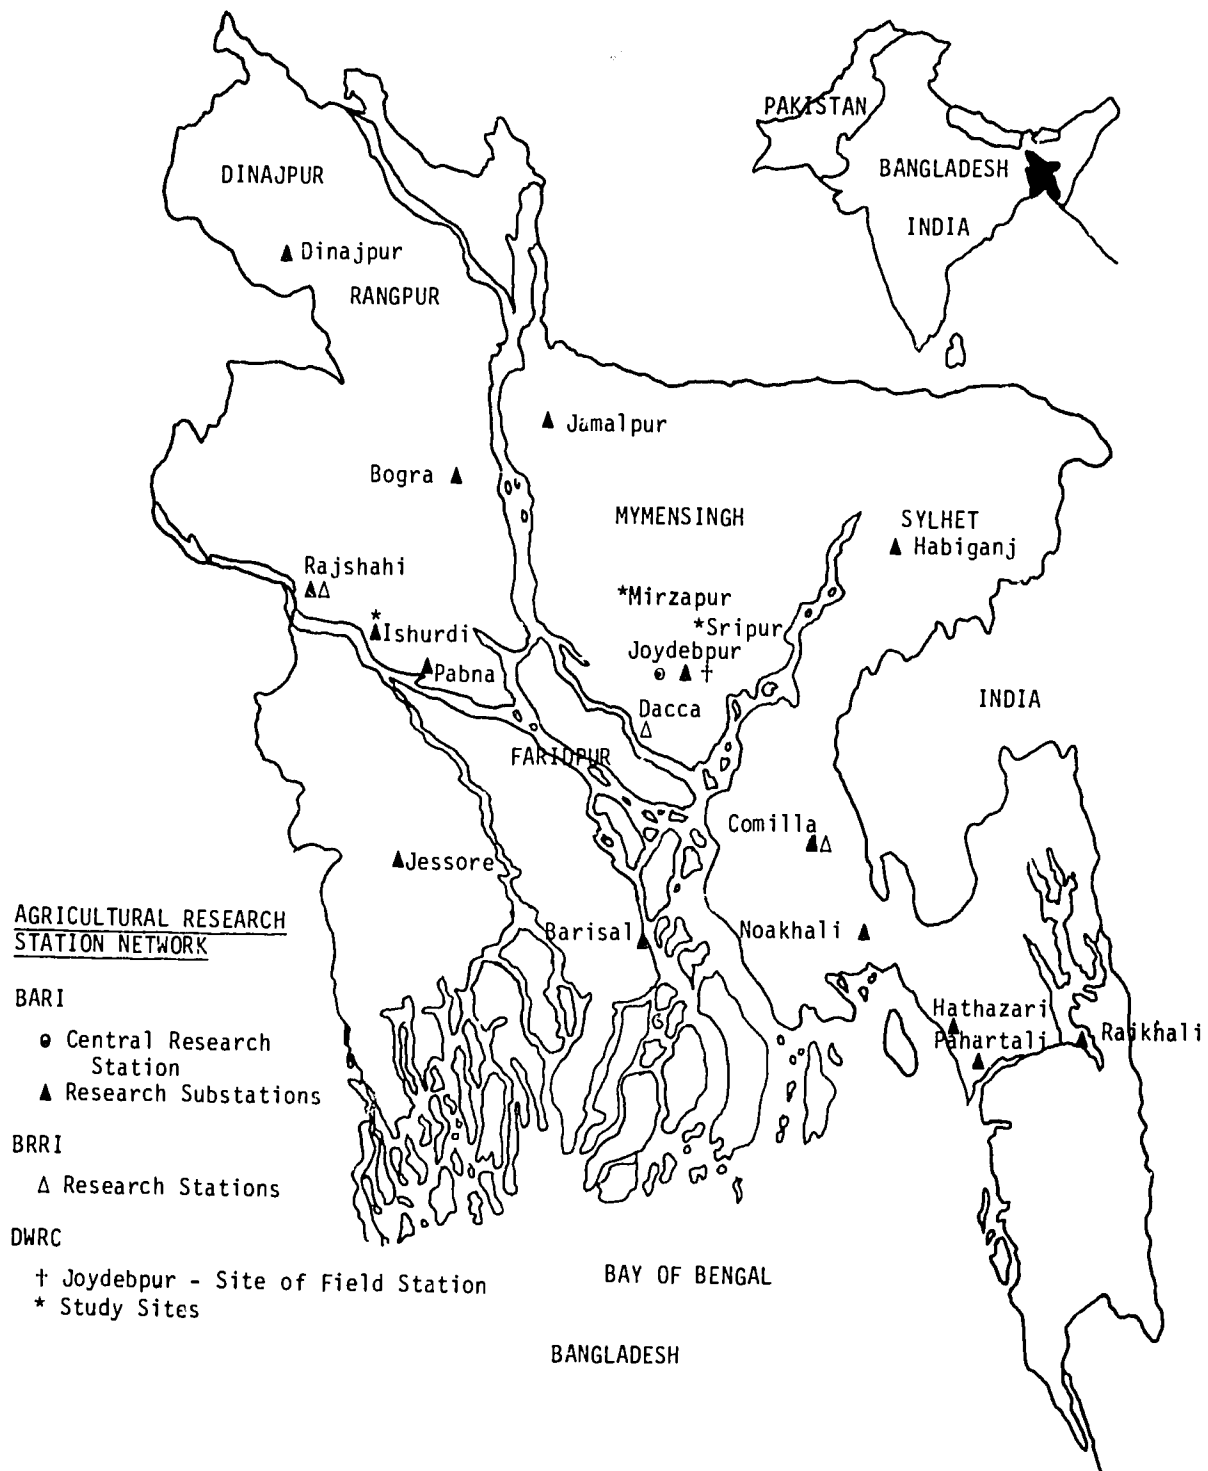 PAKISTAN
BANGLADESH
INDIA
DINAJPUR
Dinajpur
RANGPUR
Jamalpur
Bogra
MYMENSINGH
SYLHET
Habiganj
Rajshahi
*Mirzapur
*
Ishurdi
*Sripur
Joydebpur
†
Pabna
INDIA
Dacca
FARIDPUR
Comilla
Jessore
AGRICULTURAL RESEARCH
STATION NETWORK
Barisal
Noakhali
BARI
Central Research
Station
Research Substations
Hathazari
Pahartali
Raikhali
BRRI
Research Stations
DWRC
† Joydebpur - Site of Field Station
* Study Sites
BAY OF BENGAL
BANGLADESH